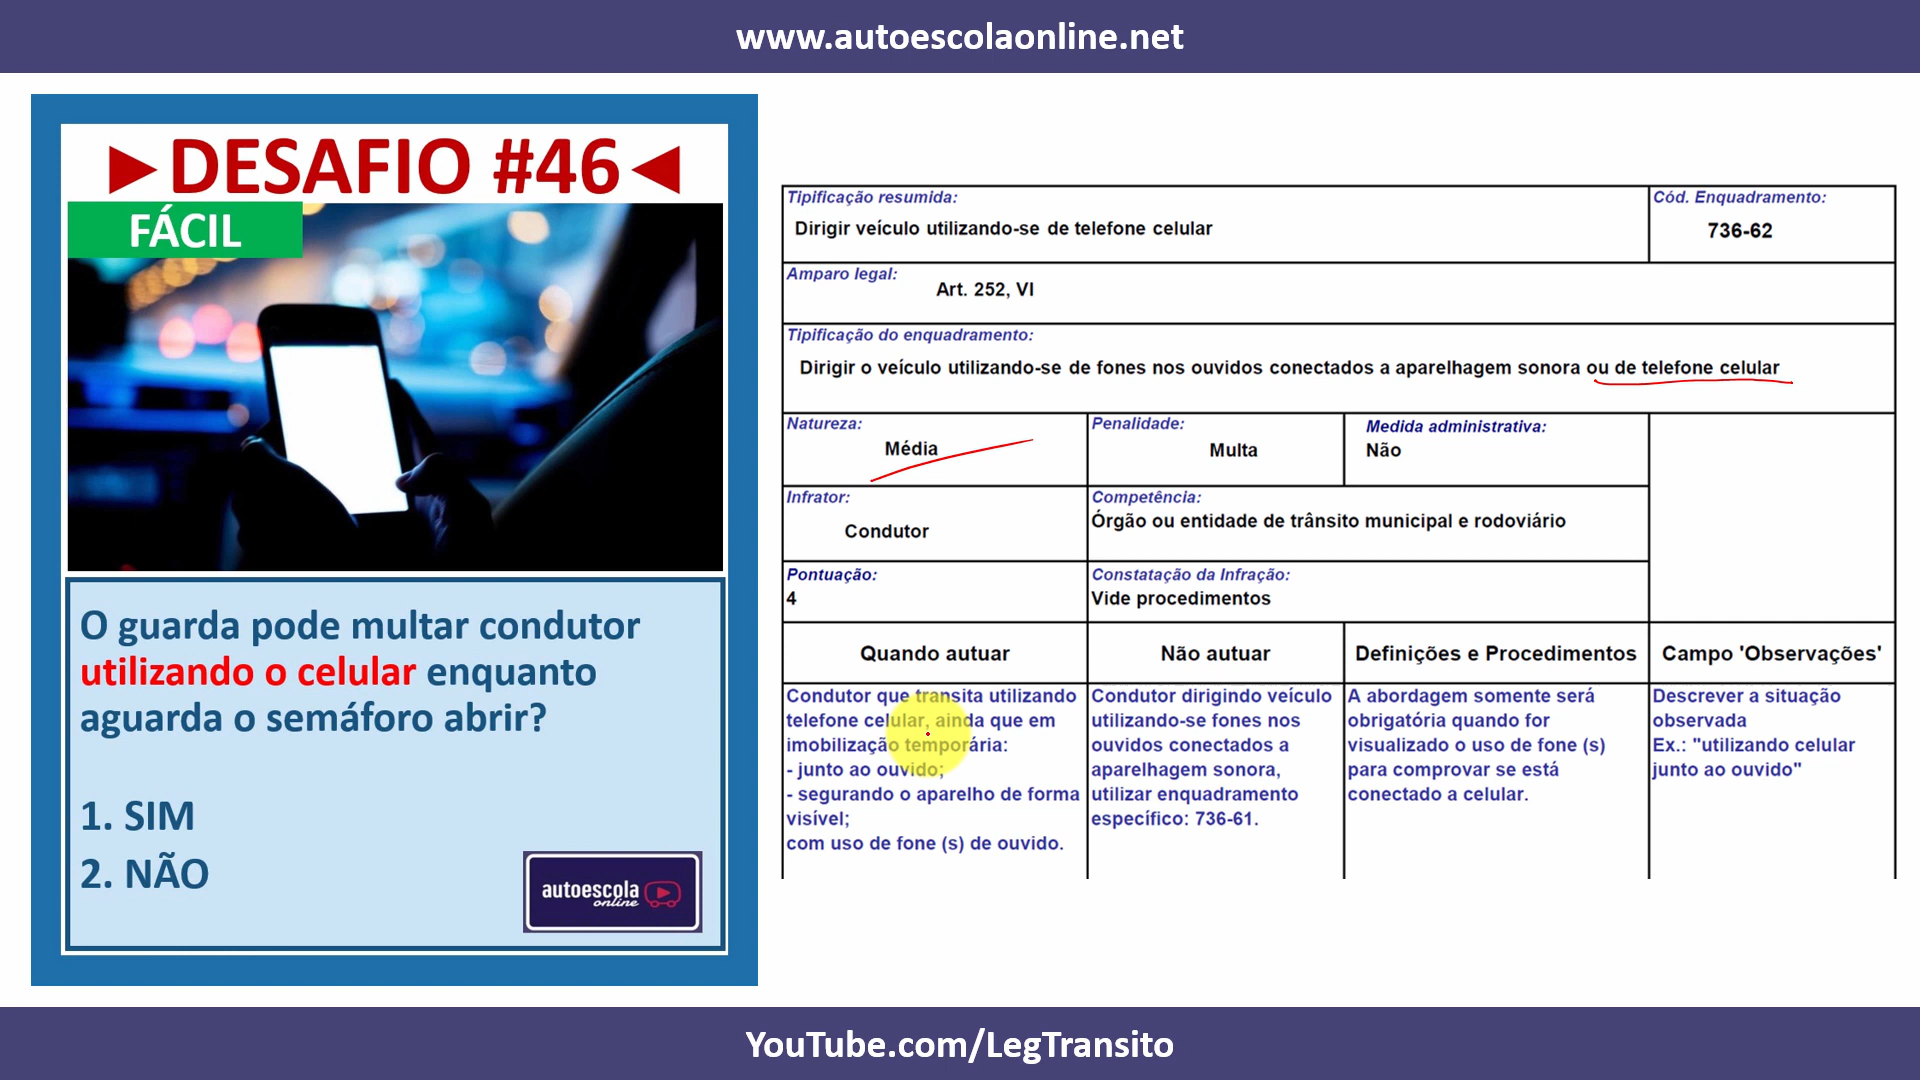 www.autoescolaonline.net
►DESAFIO #46◄
FÁCIL
O guarda pode multar condutor
utilizando o celular enquanto
aguarda o semáforo abrir?
1. SIM
2. NÃO
autoescola
online
Tipificação resumida:
Dirigir veículo utilizando-se de telefone celular
Cód. Enquadramento:
736-62
Amparo legal:
Art. 252, VI
Tipificação do enquadramento:
Dirigir o veículo utilizando-se de fones nos ouvidos conectados a aparelhagem sonora ou de telefone celular
Natureza:
Média
Penalidade:
Multa
Medida administrativa:
Não
Infrator:
Condutor
Competência:
Órgão ou entidade de trânsito municipal e rodoviário
Pontuação:
4
Constatação da Infração:
Vide procedimentos
Quando autuar
Não autuar
Definições e Procedimentos
Campo 'Observações'
Condutor que transita utilizando
telefone celular, ainda que em
imobilização temporária:
- junto ao ouvido;
- segurando o aparelho de forma
visível;
com uso de fone (s) de ouvido.
Condutor dirigindo veículo
utilizando-se fones nos
ouvidos conectados a
aparelhagem sonora,
utilizar enquadramento
específico: 736-61.
A abordagem somente será
obrigatória quando for
visualizado o uso de fone (s)
para comprovar se está
conectado a celular.
Descrever a situação
observada
Ex.: "utilizando celular
junto ao ouvido"
YouTube.com/LegTransito